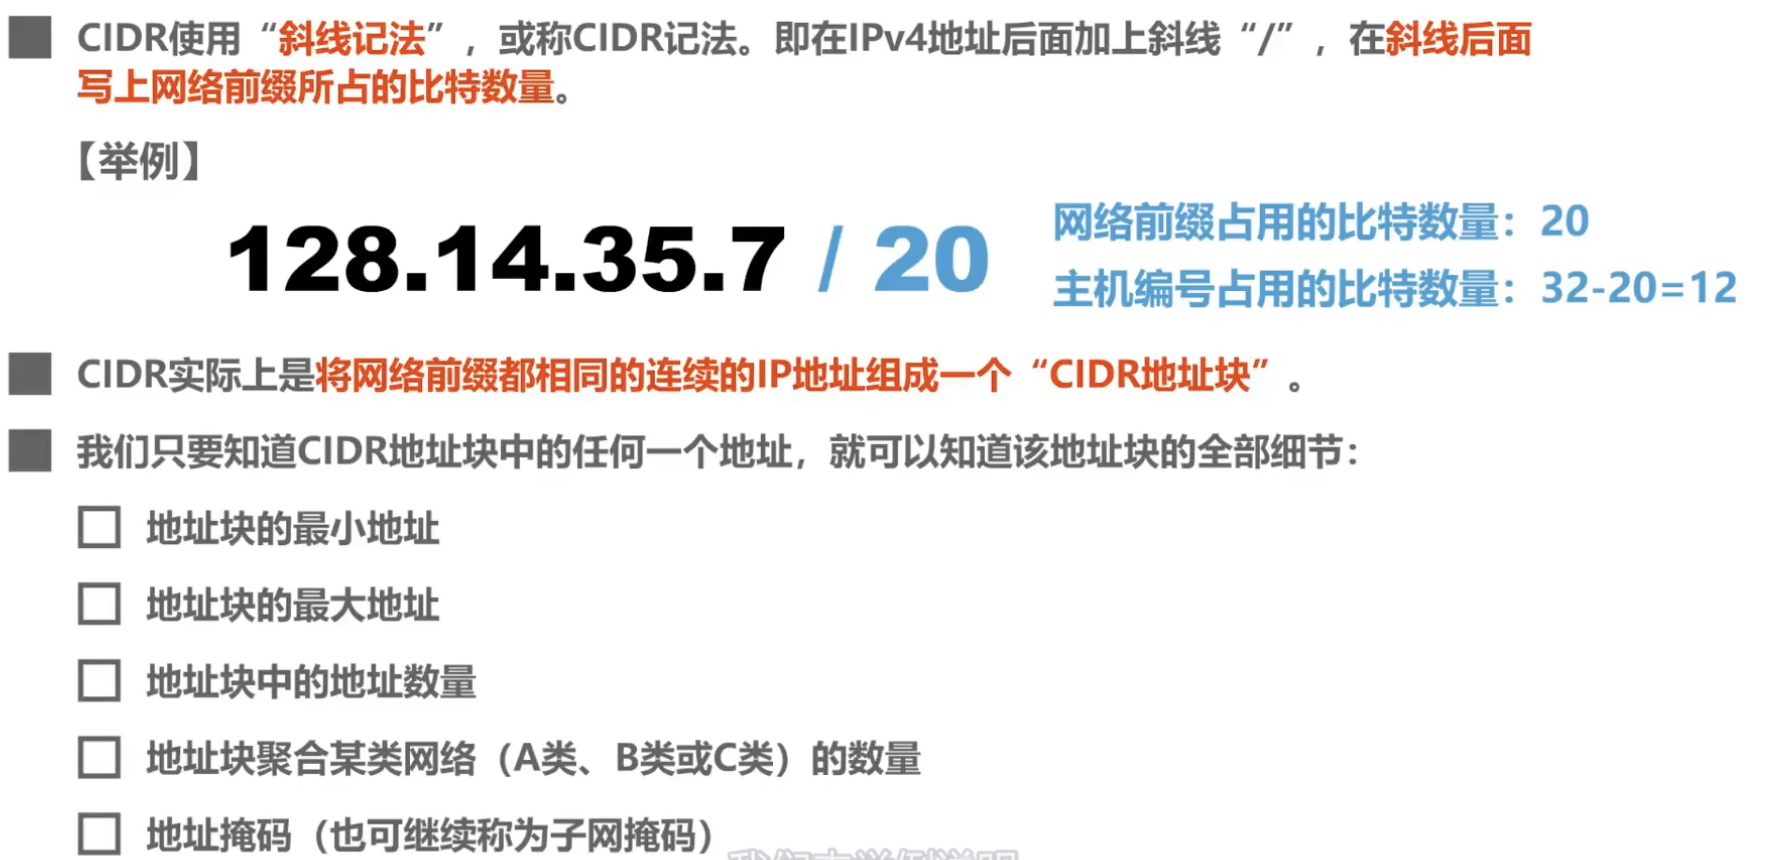 CIDR使用“斜线记法”，或称CIDR记法。即在IPv4地址后面加上斜线“/”，在斜线后面
写上网络前缀所占的比特数量。
【举例】
128.14.35.7 / 20
网络前缀占用的比特数量：20
主机编号占用的比特数量：32-20=12
CIDR实际上是将网络前缀都相同的连续的IP地址组成一个“CIDR地址块”。
我们只要知道CIDR地址块中的任何一个地址，就可以知道该地址块的全部细节：
地址块的最小地址
地址块的最大地址
地址块中的地址数量
地址块聚合某类网络（A类、B类或C类）的数量
地址掩码（也可继续称为子网掩码）